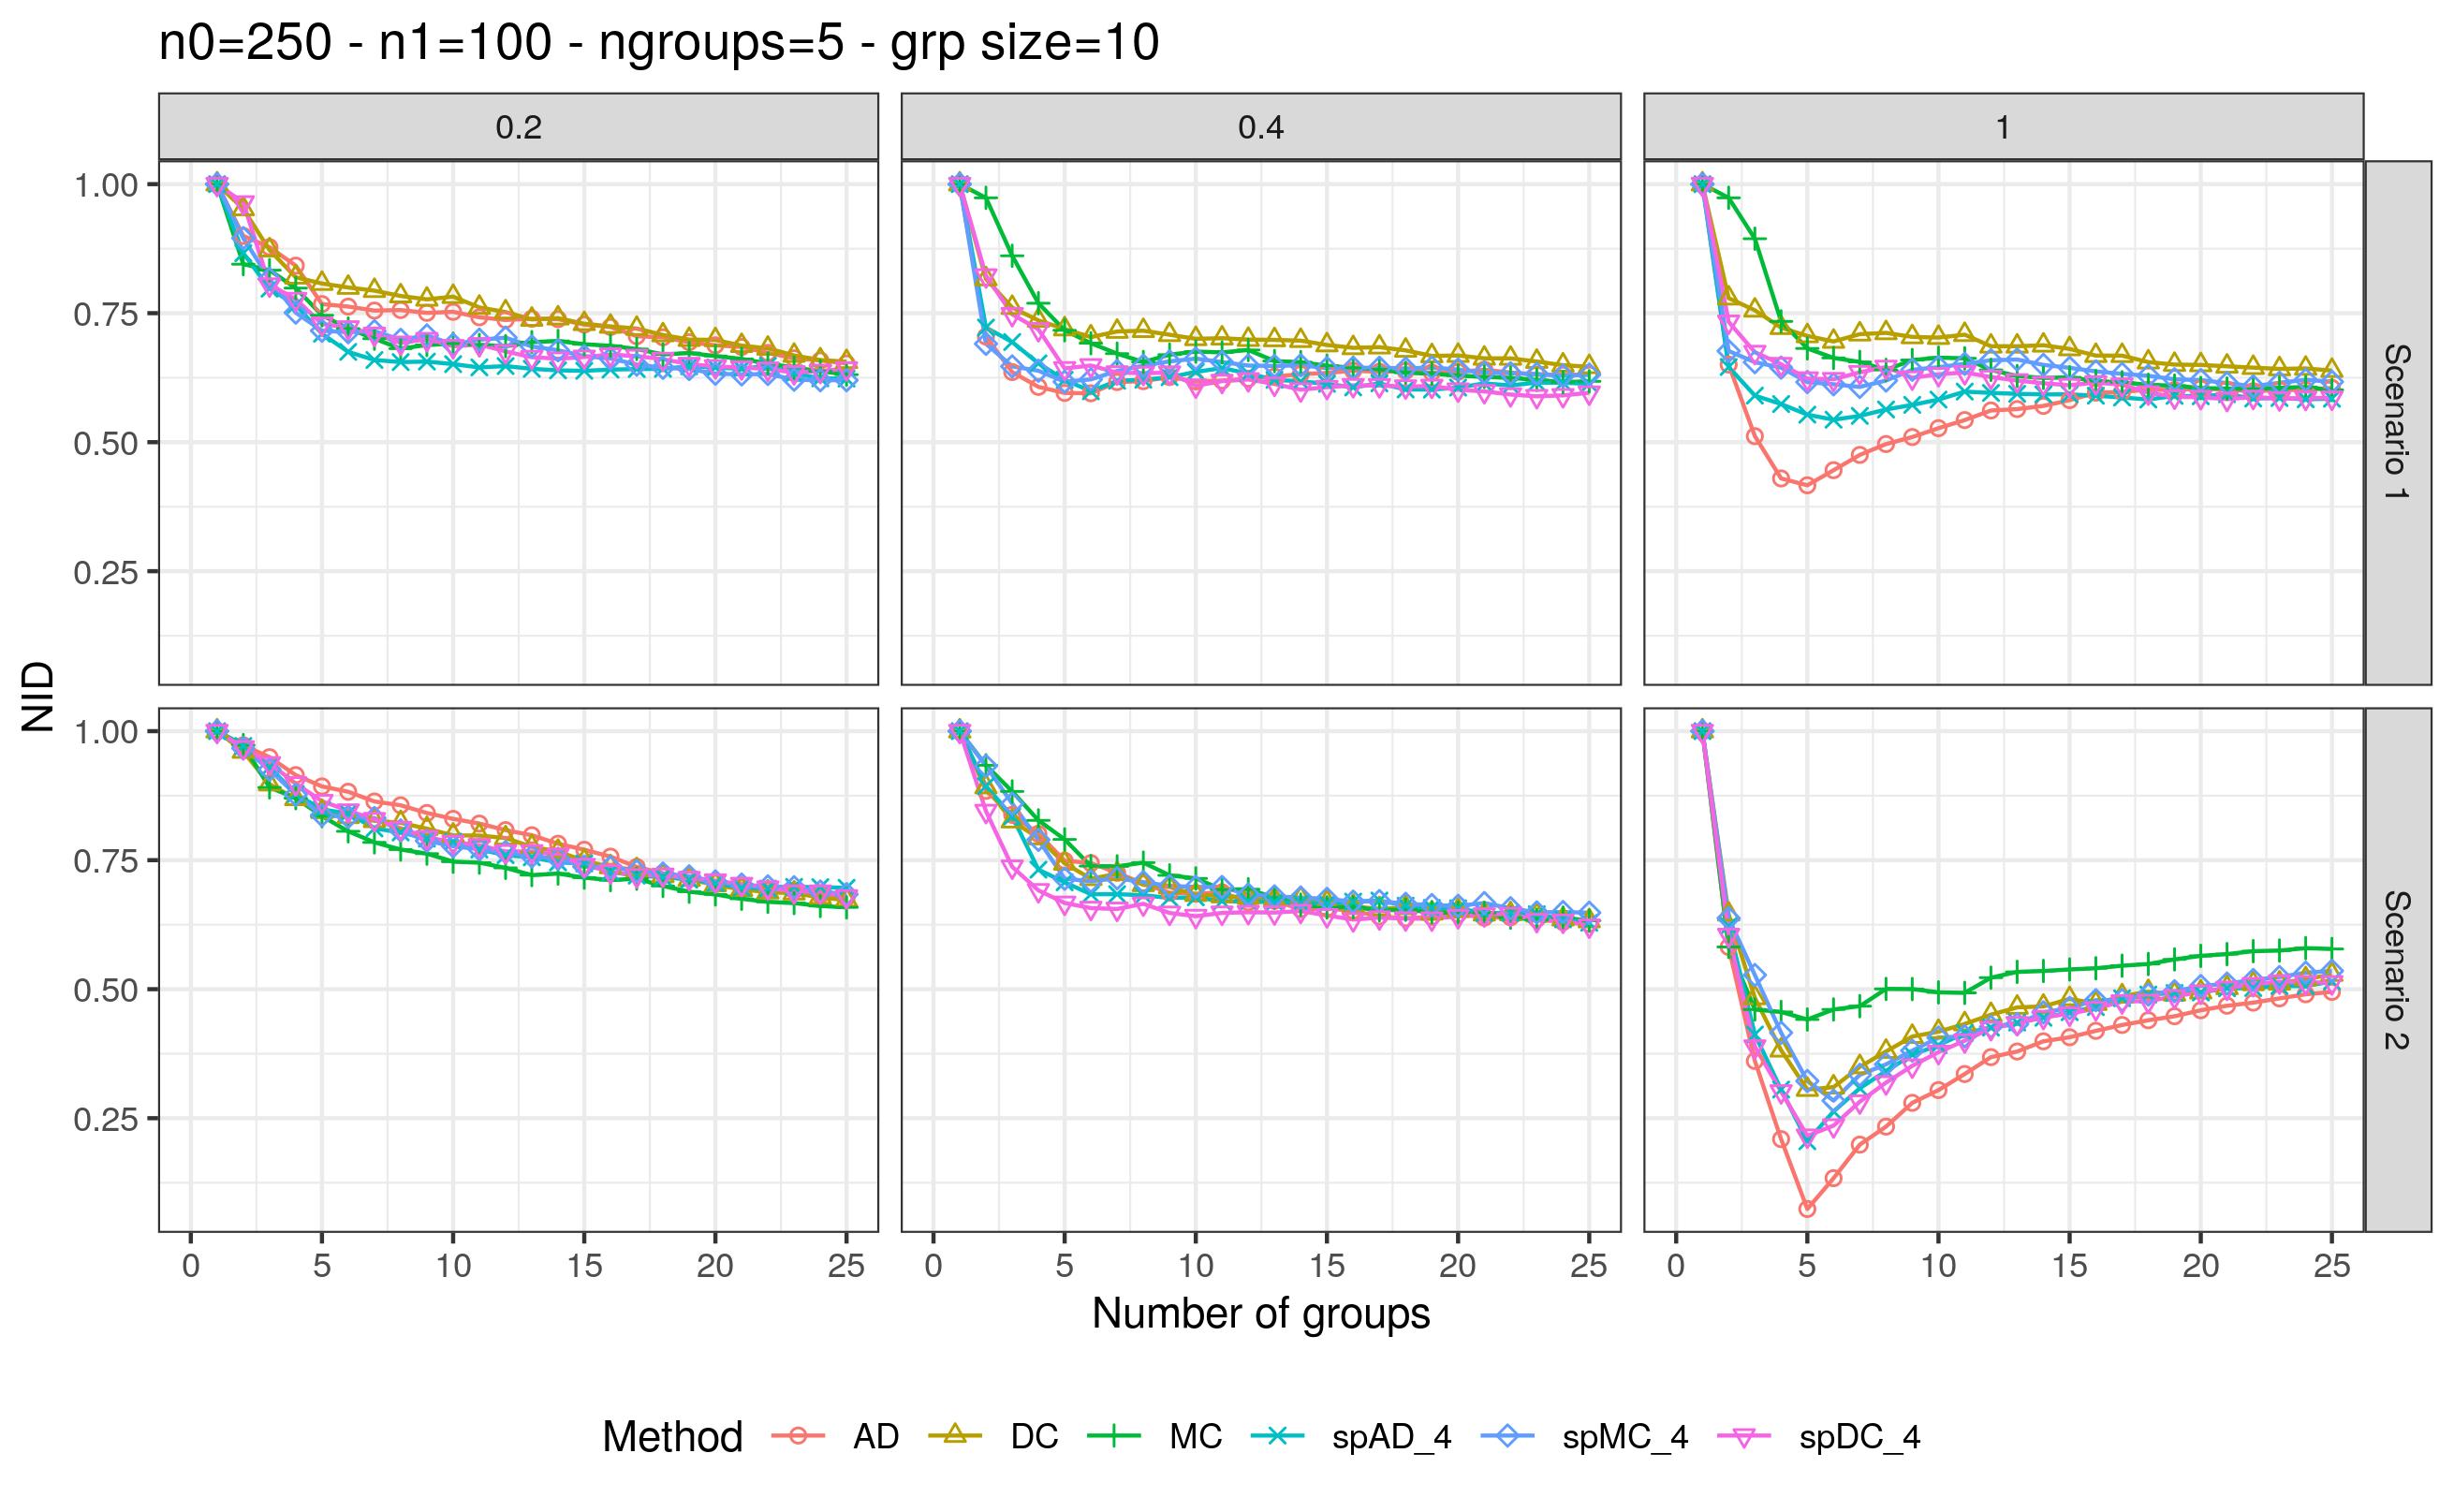 n0=250 - n1=100 - ngroups=5 - grp size=10
0.2 0.4 1
1.00
0.75
0.50
0.25
Scenario 1
NID
1.00
0.75
0.50
0.25
Scenario 2
0 5 10 15 20 25 0 5 10 15 20 25 0 5 10 15 20 25
Number of groups
Method AD DC MC spAD_4 spMC_4 spDC_4